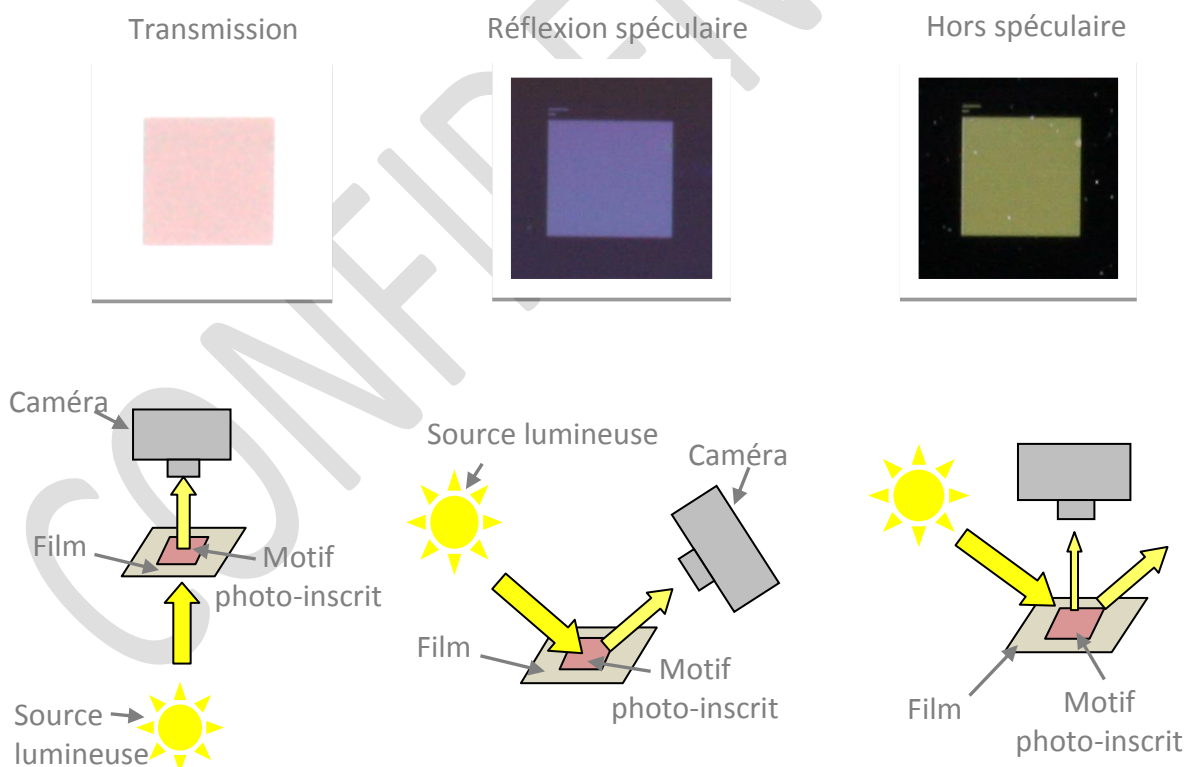 Transmission
Réflexion spéculaire
Hors spéculaire
Caméra
Film
Motif
photo-inscrit
Source
lumineuse
Source lumineuse
Caméra
Film
Motif
photo-inscrit
Film
Motif
photo-inscrit
CONFIDEN